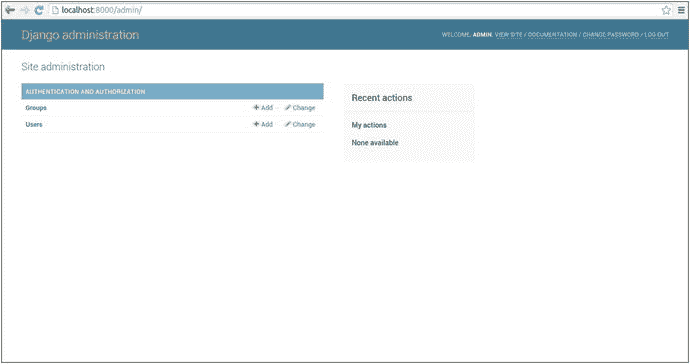 localhost:8000/admin/
Django administration
WELCOME, ADMIN. VIEW SITE / DOCUMENTATION / CHANGE PASSWORD / LOG OUT
Site administration
AUTHENTICATION AND AUTHORIZATION
Groups + Add Change
Users + Add Change
Recent actions
My actions
None available